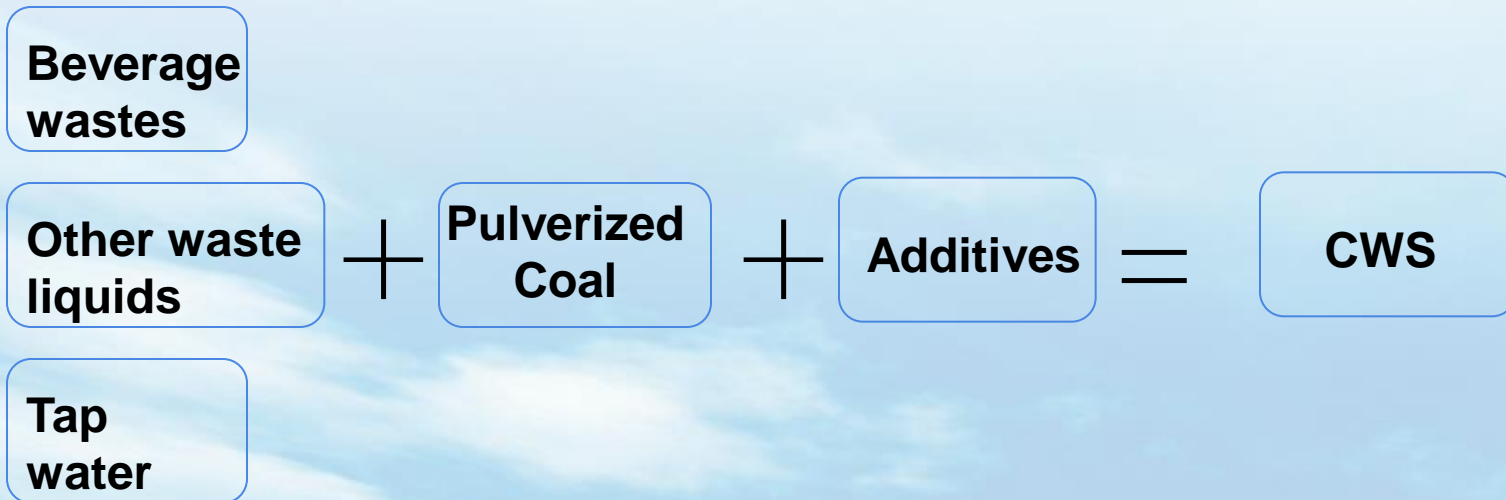 Beverage
wastes
Other waste
liquids
Pulverized
Coal
Additives
CWS
Tap
water